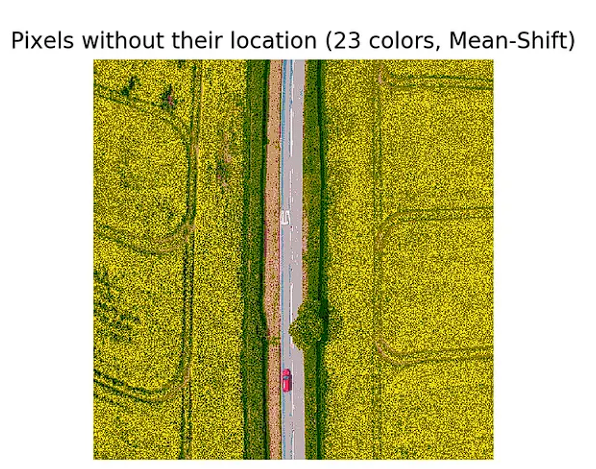 Pixels without their location (23 colors, Mean-Shift)